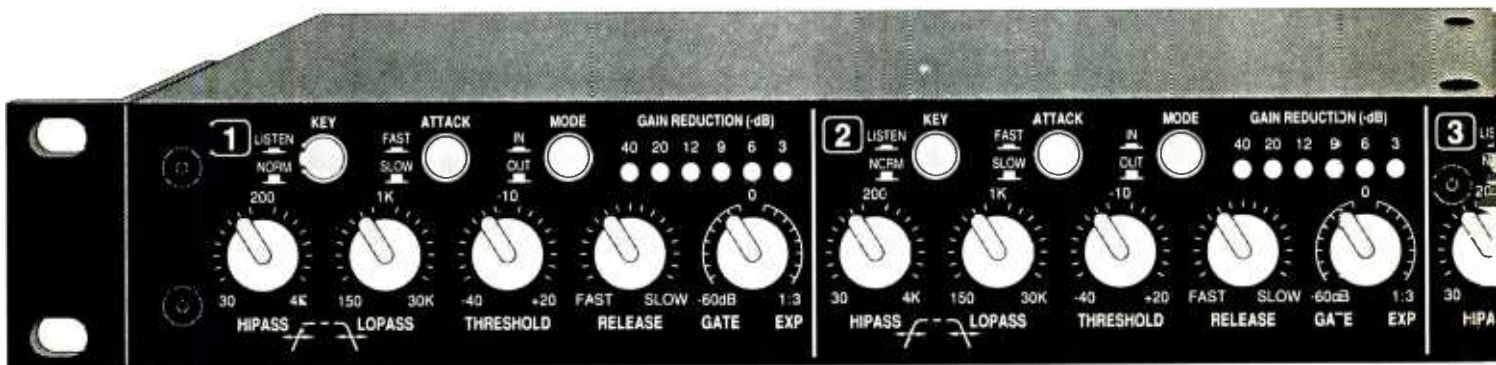 1 KEY ATTACK MODE GAIN REDUCTION (-dB)
LISTEN FAST IN 40 20 12 9 6 3
NORM SLOW OUT
200 1K -10 0
30 4K 150 30K -40 +20 FAST SLOW -60dB 1:3
HIPASS LOPASS THRESHOLD RELEASE GATE EXP
2 KEY ATTACK MODE GAIN REDUCTION (-dB)
LISTEN FAST IN 40 20 12 9 6 3
NORM SLOW OUT
200 1K -10 0
30 4K 150 30K -40 +20 FAST SLOW -60dB 1:3
HIPASS LOPASS THRESHOLD RELEASE GATE EXP
3
30
HIPA